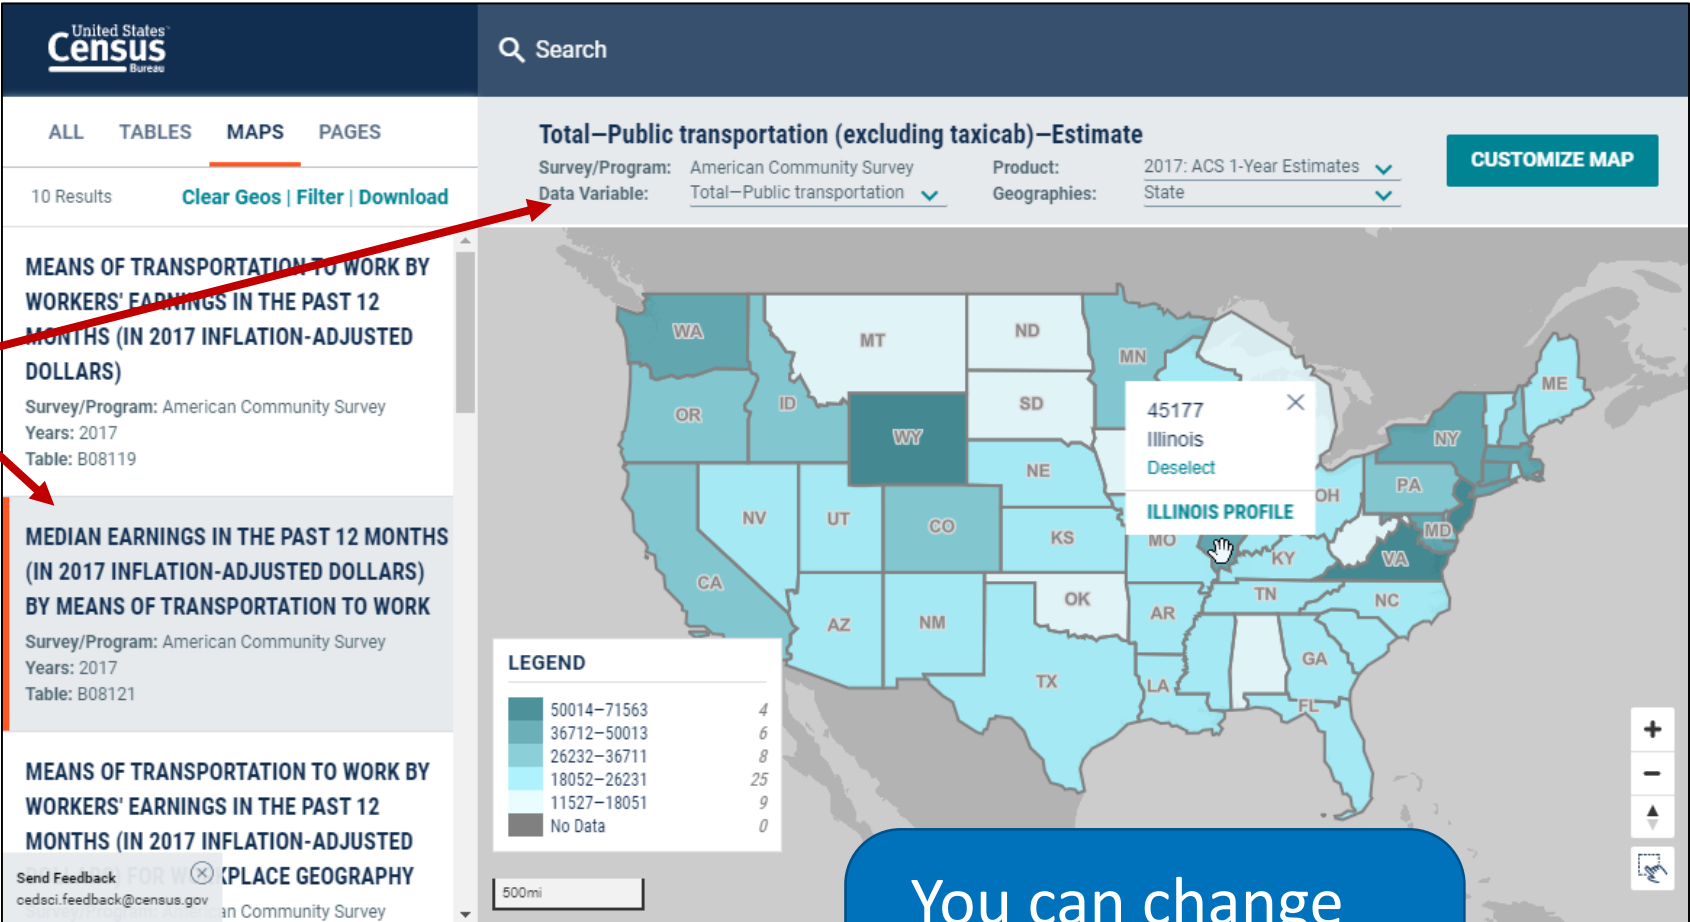 United States®
Census
Bureau
Search
ALL TABLES MAPS PAGES
10 Results Clear Geos | Filter | Download
Total—Public transportation (excluding taxicab)—Estimate
Survey/Program: American Community Survey Product: 2017: ACS 1-Year Estimates
Data Variable: Total—Public transportation Geographies: State
CUSTOMIZE MAP
MEANS OF TRANSPORTATION TO WORK BY
WORKERS' EARNINGS IN THE PAST 12
MONTHS (IN 2017 INFLATION-ADJUSTED
DOLLARS)
Survey/Program: American Community Survey
Years: 2017
Table: B08119
MEDIAN EARNINGS IN THE PAST 12 MONTHS
(IN 2017 INFLATION-ADJUSTED DOLLARS)
BY MEANS OF TRANSPORTATION TO WORK
Survey/Program: American Community Survey
Years: 2017
Table: B08121
MEANS OF TRANSPORTATION TO WORK BY
WORKERS' EARNINGS IN THE PAST 12
MONTHS (IN 2017 INFLATION-ADJUSTED
FOR WO KPLACE GEOGRAPHY
an Community Survey
Send Feedback
cedsci.feedback@census.gov
WA
MT
ND
MN
ME
OR
ID
SD
WY
NY
NE
PA
OH
NV
UT
CO
KS
MO
KY
MD
VA
CA
OK
TN
NC
AZ
NM
AR
GA
TX
LA
FL
45177
Illinois
Deselect
ILLINOIS PROFILE
LEGEND
50014—71563 4
36712—50013 6
26232—36711 8
18052—26231 25
11527—18051 9
No Data 0
500mi
You can change